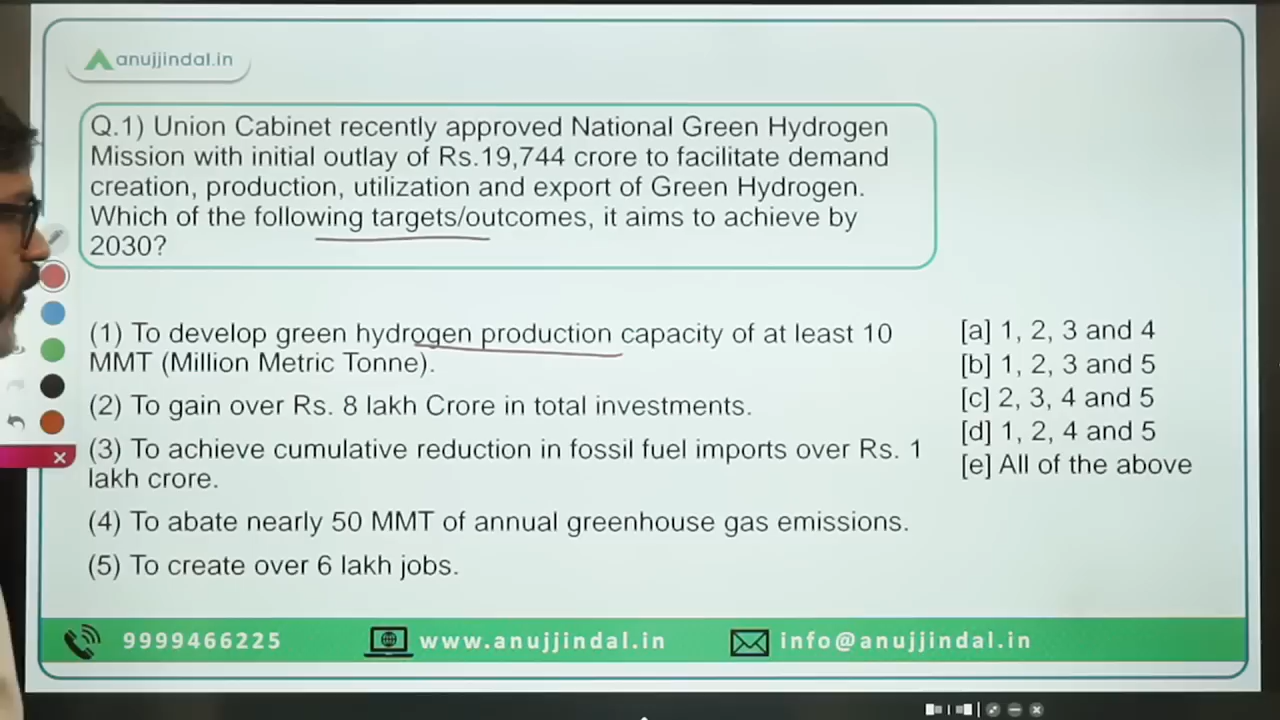 anujjindal.in
Q.1) Union Cabinet recently approved National Green Hydrogen
Mission with initial outlay of Rs.19,744 crore to facilitate demand
creation, production, utilization and export of Green Hydrogen.
Which of the following targets/outcomes, it aims to achieve by
2030?
(1) To develop green hydrogen production capacity of at least 10
MMT (Million Metric Tonne).
(2) To gain over Rs. 8 lakh Crore in total investments.
(3) To achieve cumulative reduction in fossil fuel imports over Rs. 1
lakh crore.
(4) To abate nearly 50 MMT of annual greenhouse gas emissions.
(5) To create over 6 lakh jobs.
[a] 1, 2, 3 and 4
[b] 1, 2, 3 and 5
[c] 2, 3, 4 and 5
[d] 1, 2, 4 and 5
[e] All of the above
9999466225
www.anujjindal.in
info@anujjindal.in